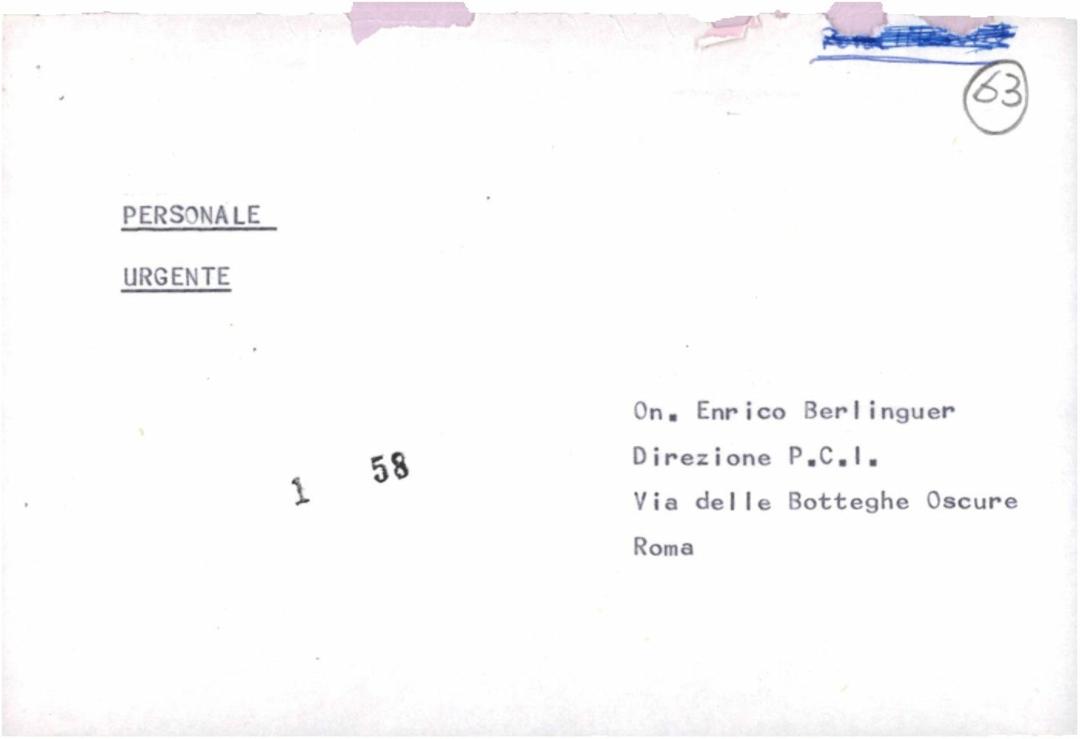 63
PERSONALE
URGENTE
On. Enrico Berlinguer
Direzione P.C.I.
Via delle Botteghe Oscure
Roma
1 58